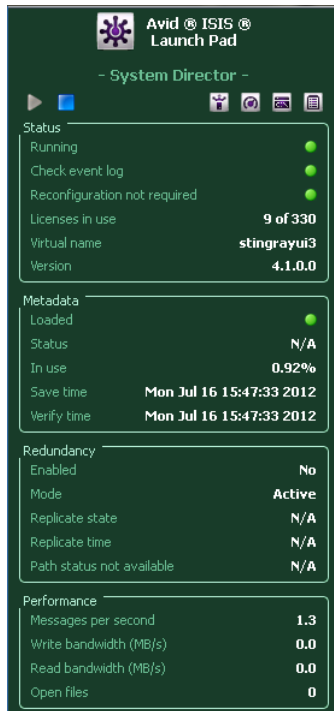 Avid ® ISIS ®
Launch Pad
- System Director -
Status
Running
Check event log
Reconfiguration not required
Licenses in use 9 of 330
Virtual name stingrayui3
Version 4.1.0.0
Metadata
Loaded
Status N/A
In use 0.92%
Save time Mon Jul 16 15:47:33 2012
Verify time Mon Jul 16 15:47:33 2012
Redundancy
Enabled No
Mode Active
Replicate state N/A
Replicate time N/A
Path status not available N/A
Performance
Messages per second 1.3
Write bandwidth (MB/s) 0.0
Read bandwidth (MB/s) 0.0
Open files 0